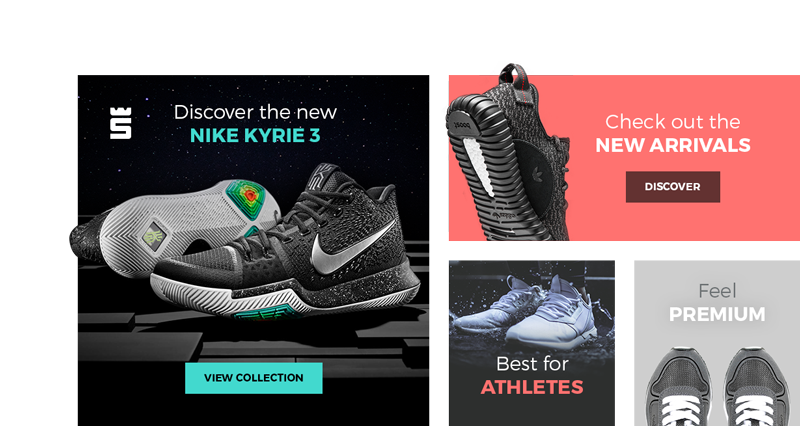 Discover the new
NIKE KYRIE 3
VIEW COLLECTION
Check out the
NEW ARRIVALS
DISCOVER
Best for
ATHLETES
Feel
PREMIUM